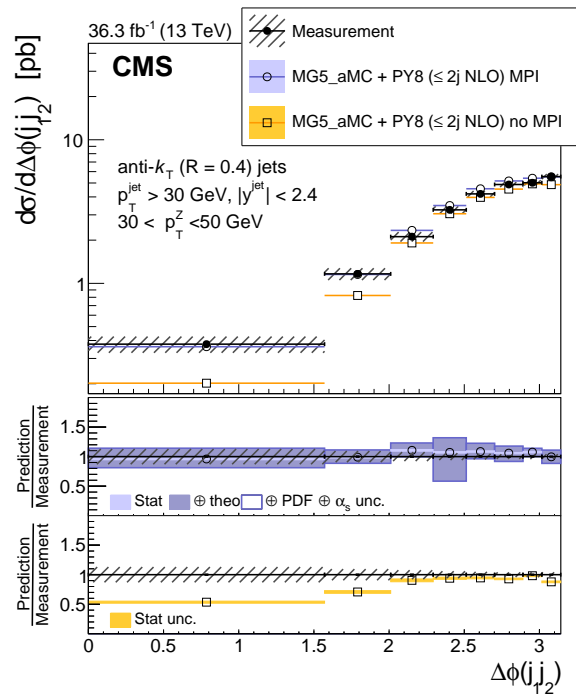 36.3 fb⁻¹ (13 TeV)
Measurement
MG5_aMC + PY8 (≤ 2j NLO) MPI
MG5_aMC + PY8 (≤ 2j NLO) no MPI
CMS
dσ/dΔϕ(j₁j₂) [pb]
anti-k_T (R = 0.4) jets
p_T^jet > 30 GeV, |y^jet| < 2.4
30 < p_T^Z <50 GeV
10
1
Prediction
Measurement
1.5
1
0.5
Stat ⊕ theo ⊕ PDF ⊕ α_s unc.
Prediction
Measurement
1.5
1
0.5
Stat unc.
0 0.5 1 1.5 2 2.5 3
Δϕ(j₁j₂)